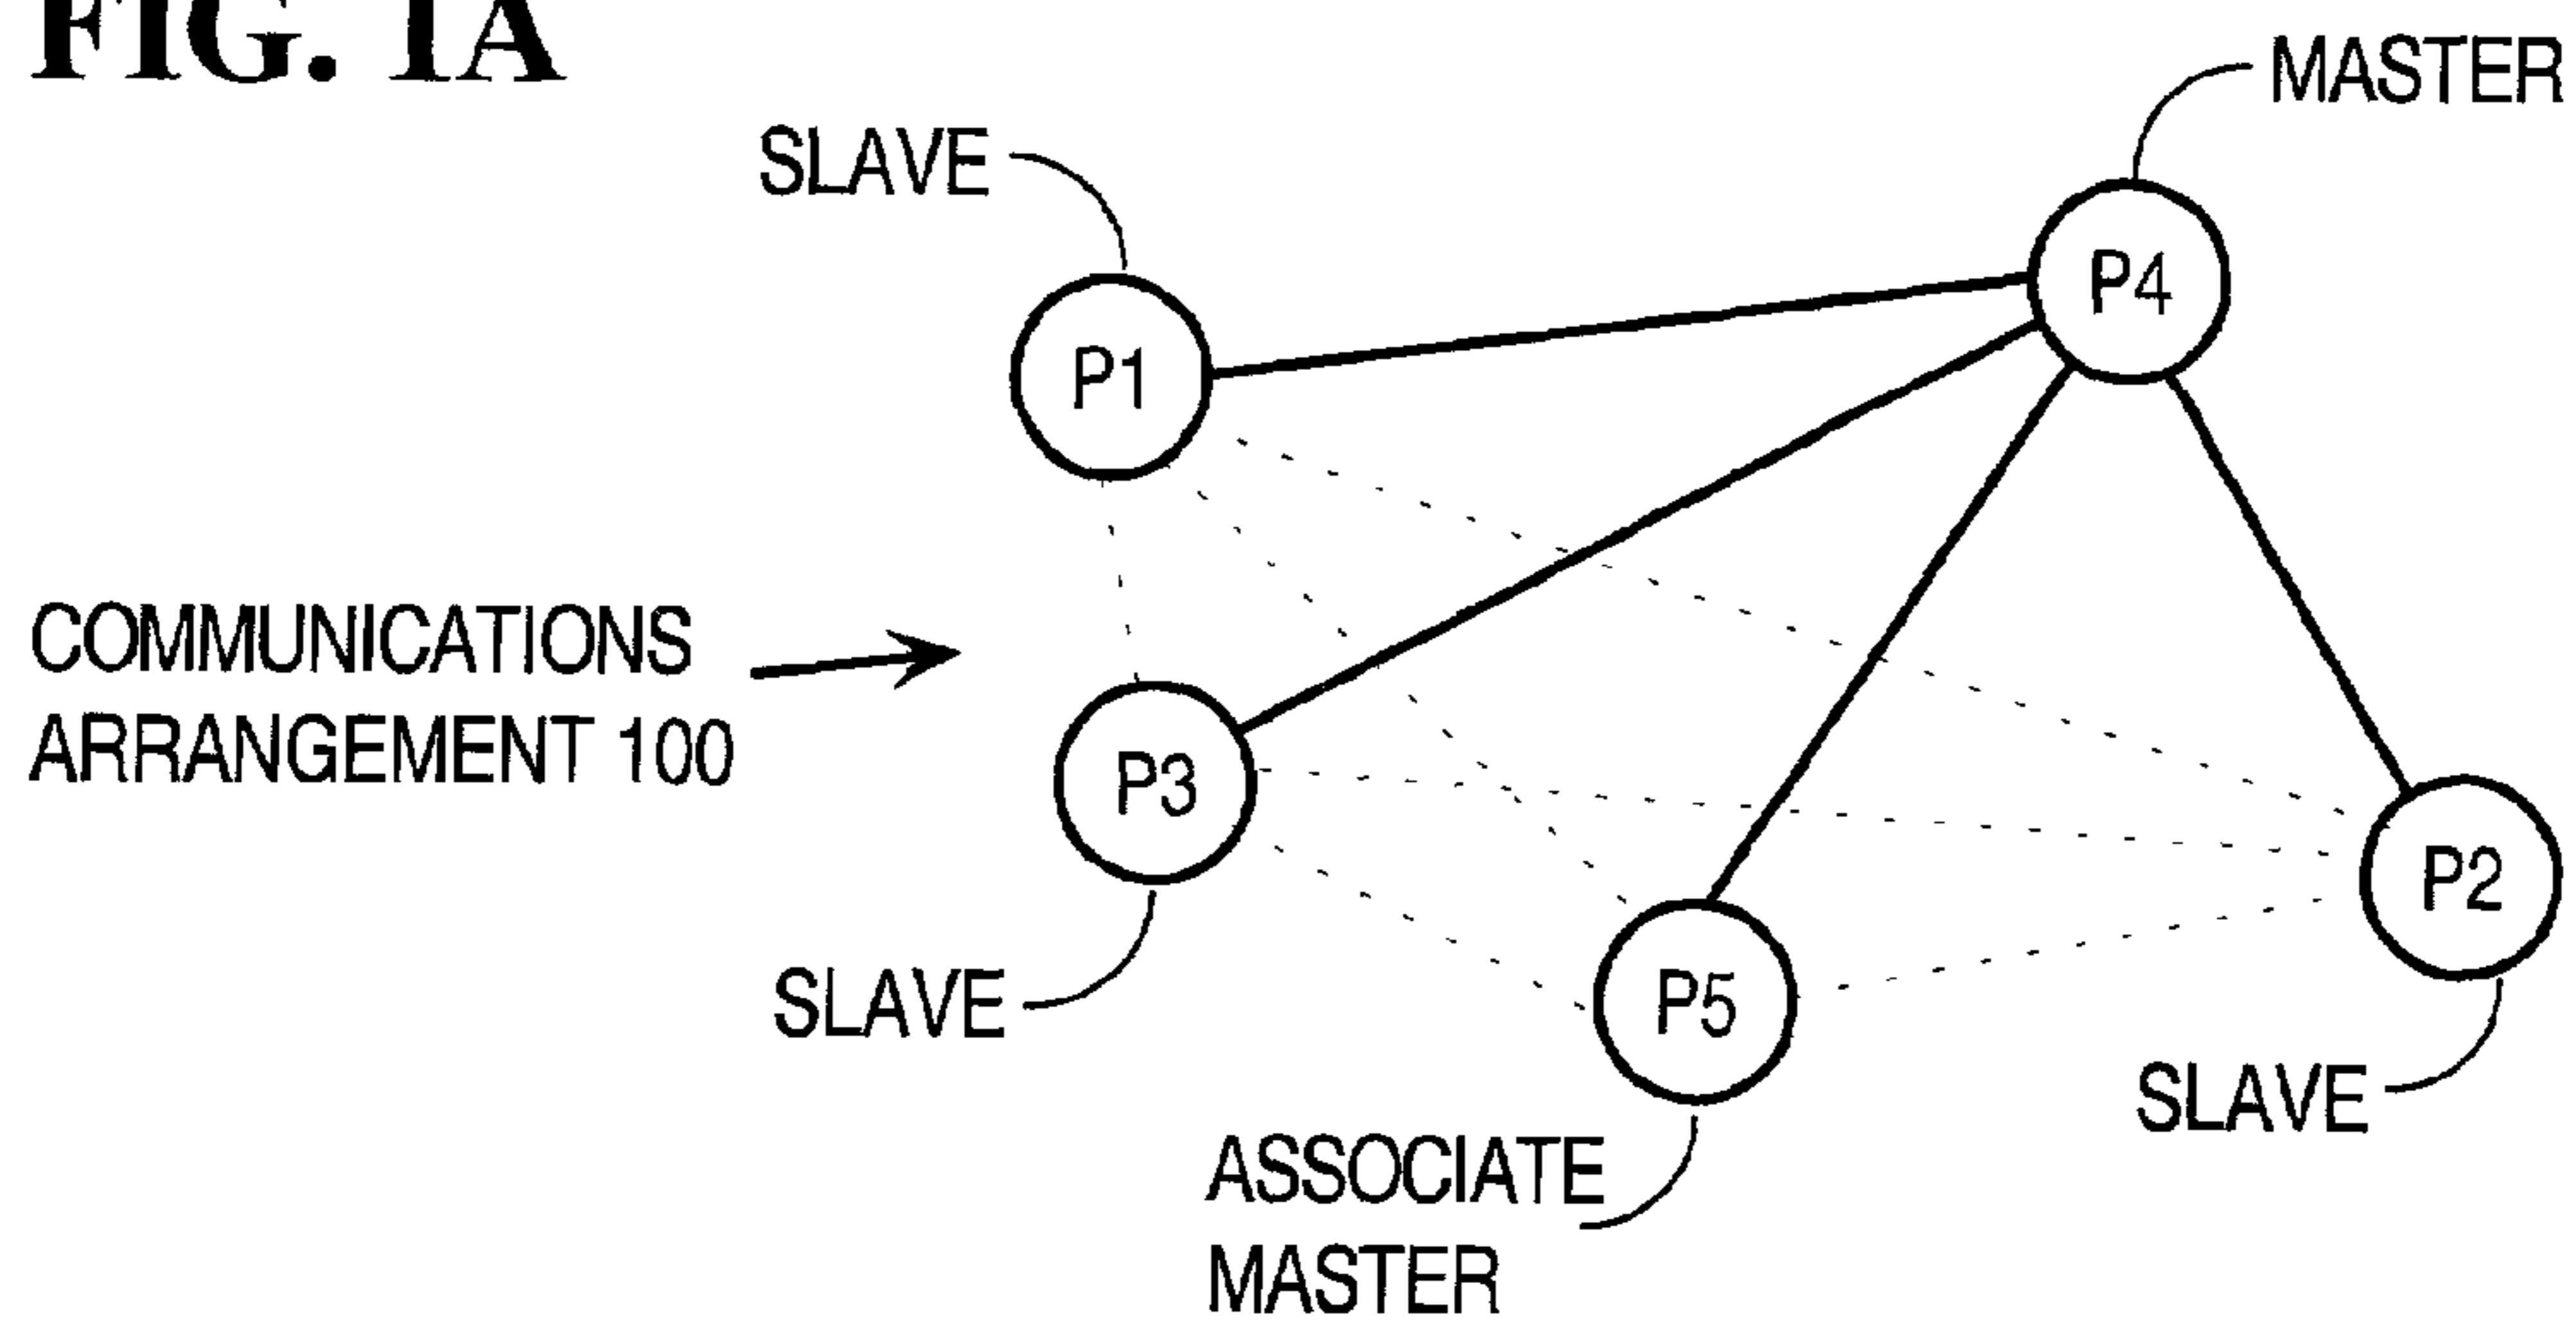 FIG. 1A
MASTER
SLAVE
P4
P1
COMMUNICATIONS
ARRANGEMENT 100
P3
P2
P5
SLAVE
SLAVE
ASSOCIATE
MASTER